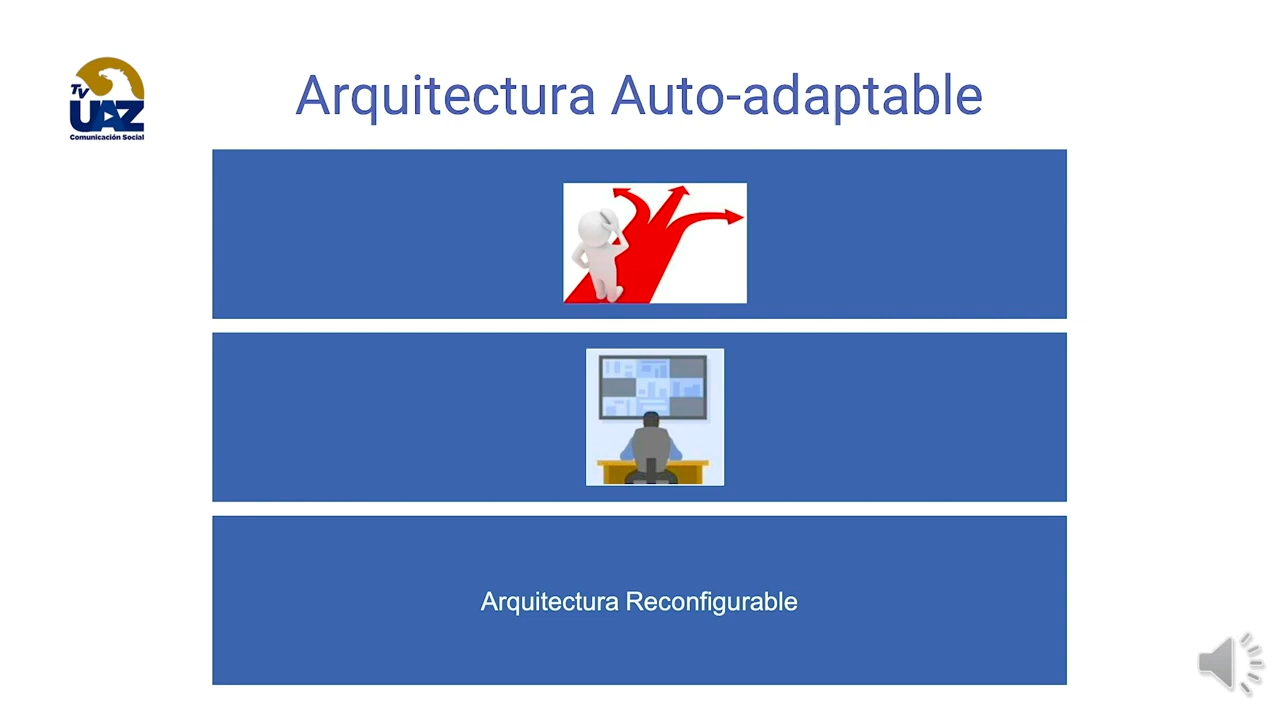 TV
UAZ
Comunicación Social
Arquitectura Auto-adaptable
Arquitectura Reconfigurable